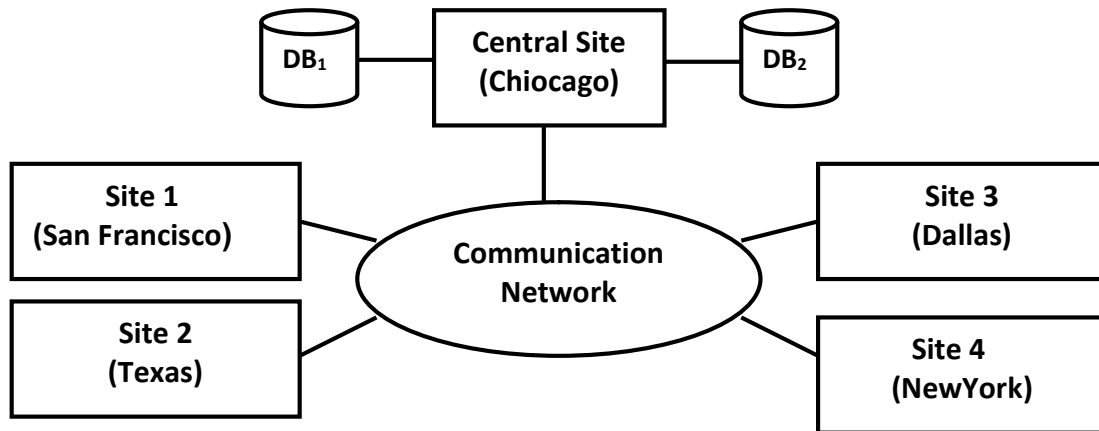 DB₁
Central Site
(Chiocago)
DB₂
Site 1
(San Francisco)
Communication
Network
Site 3
(Dallas)
Site 2
(Texas)
Site 4
(NewYork)